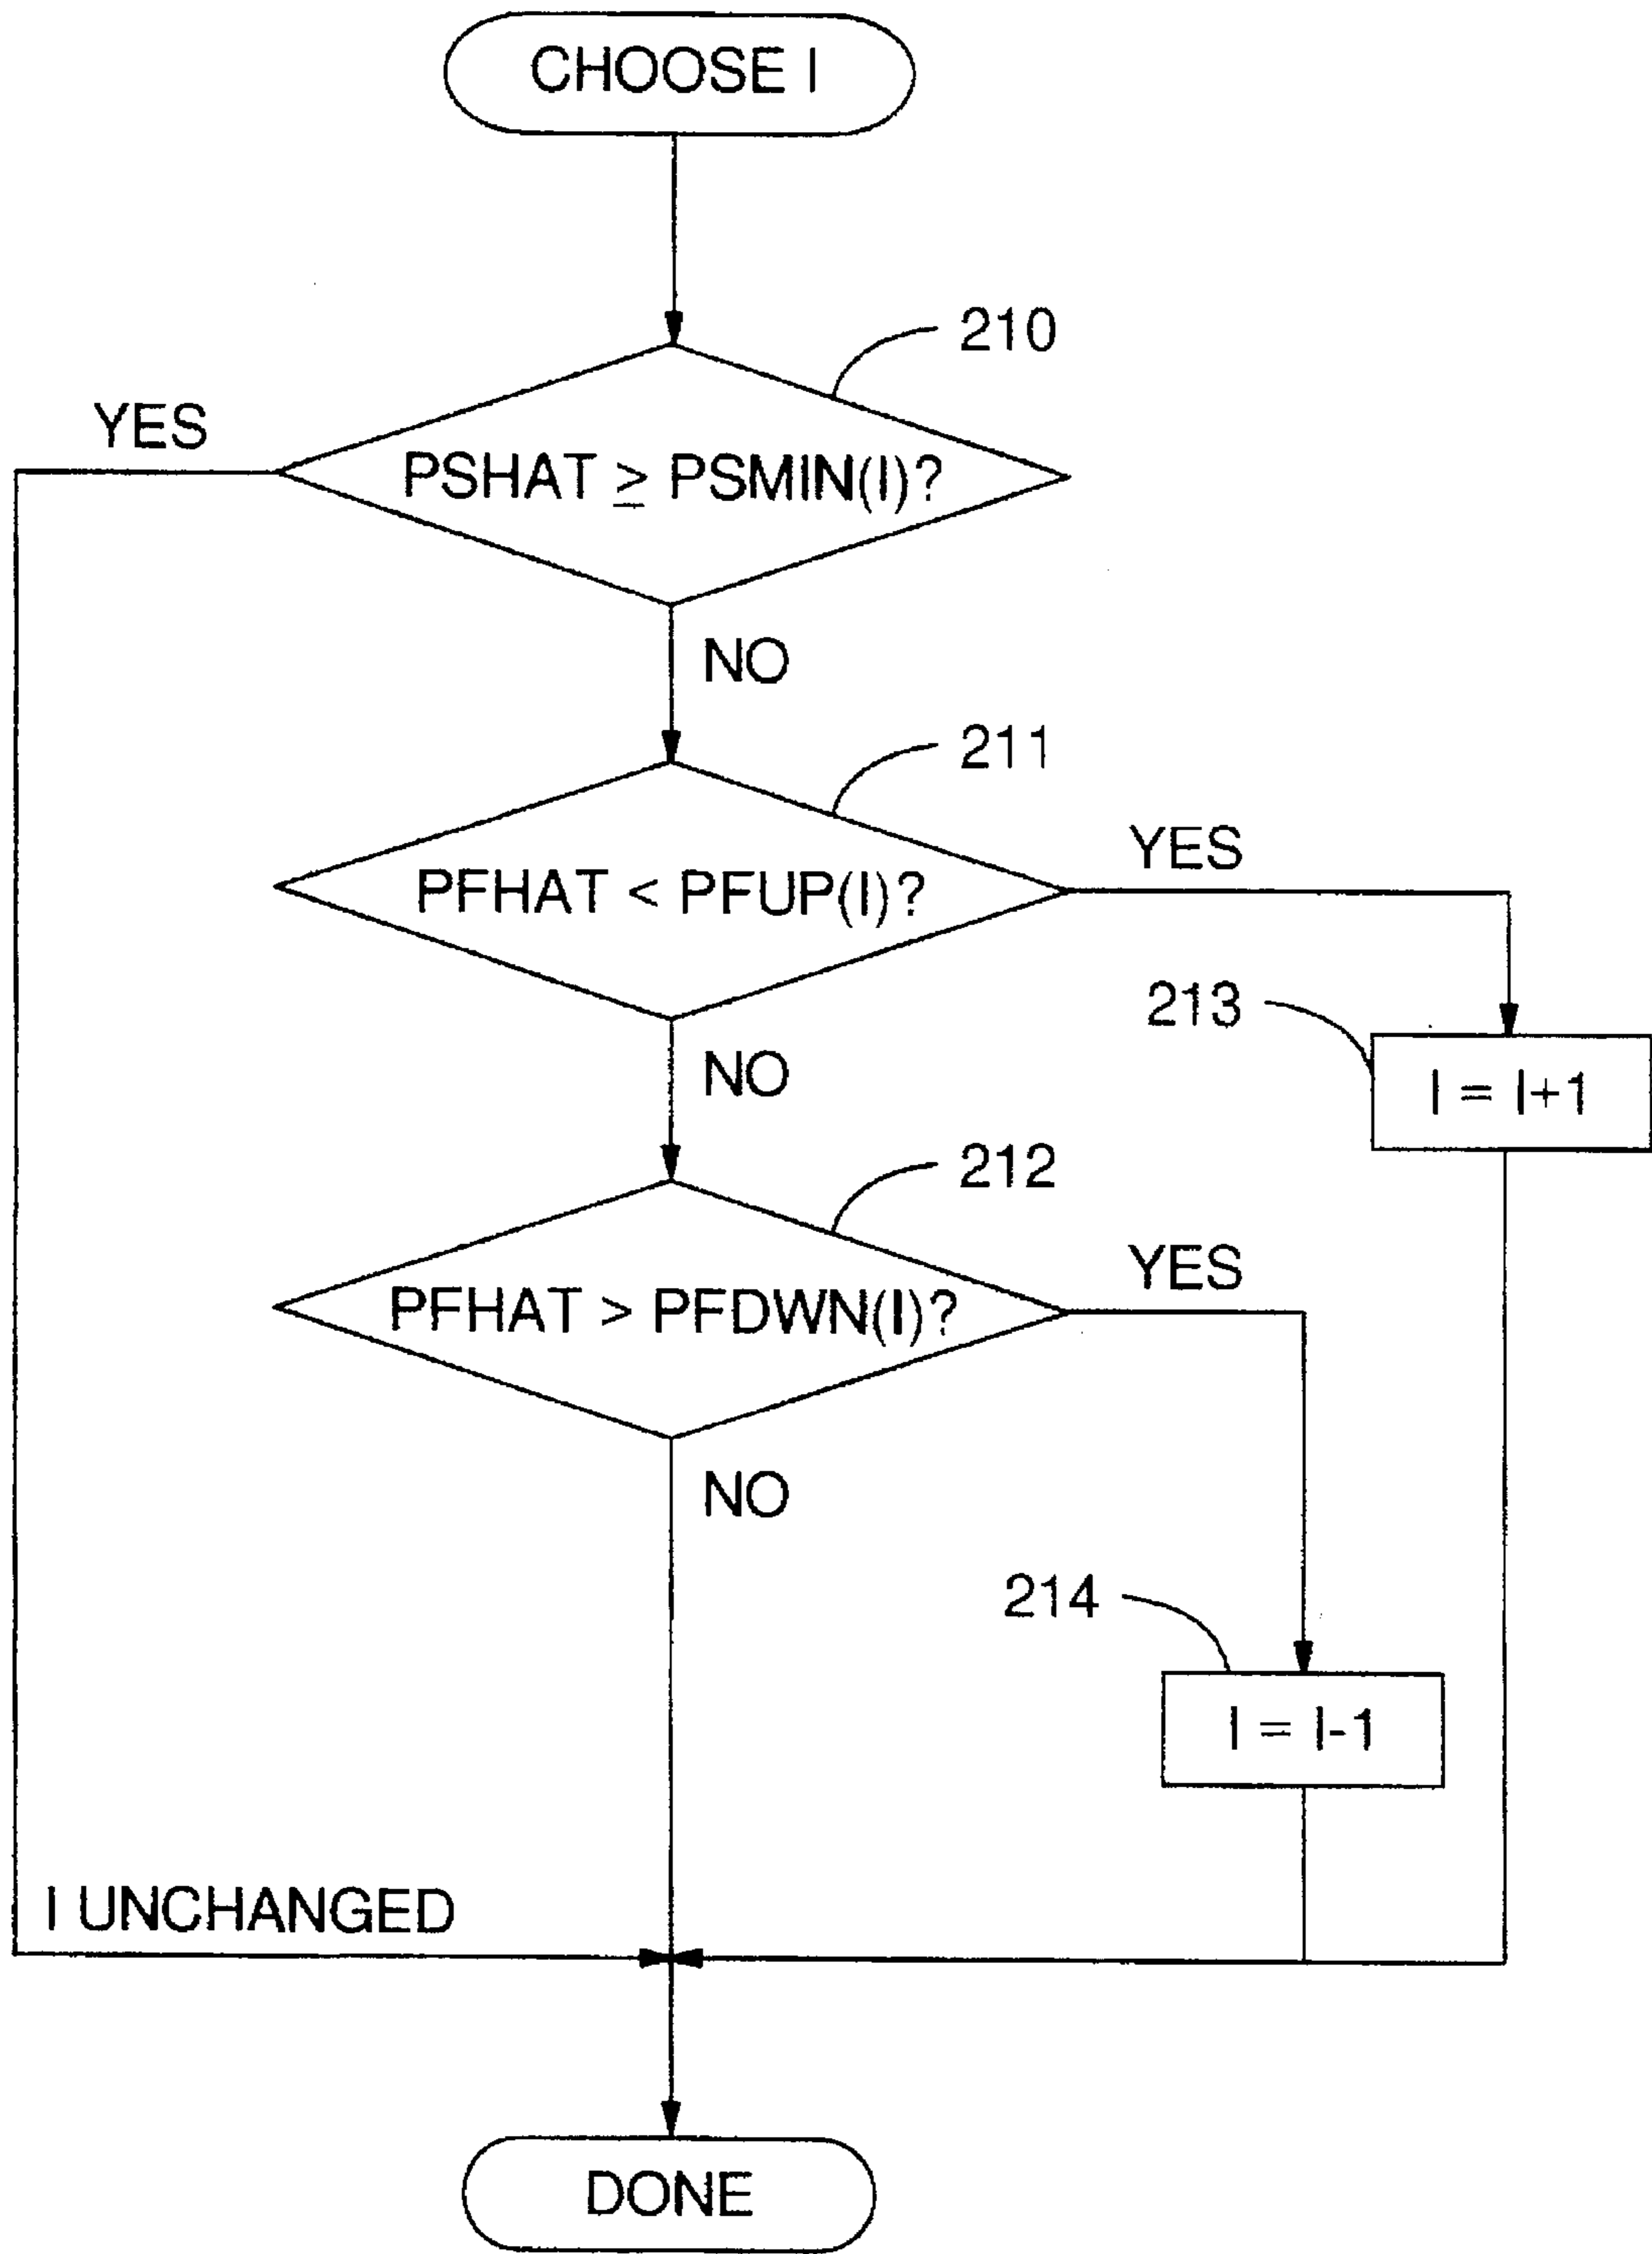 CHOOSE I
210
YES
PSHAT ≥ PSMIN(I)?
NO
211
YES
PFHAT < PFUP(I)?
213
I = I+1
NO
212
YES
PFHAT > PFDWN(I)?
NO
214
I = I-1
I UNCHANGED
DONE